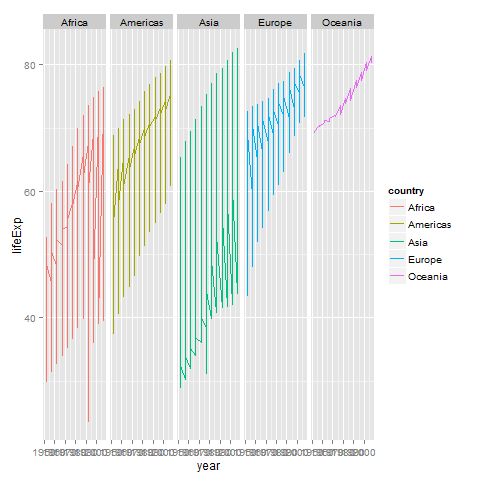 Africa Americas Asia Europe Oceania
80
60
40
lifeExp
year
country
Africa
Americas
Asia
Europe
Oceania